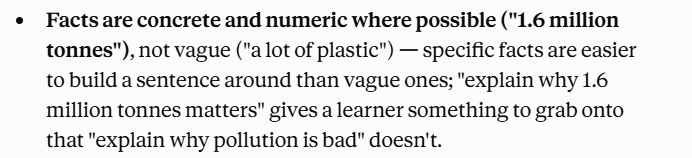 • Facts are concrete and numeric where possible ("1.6 million
tonnes"), not vague ("a lot of plastic") — specific facts are easier
to build a sentence around than vague ones; "explain why 1.6
million tonnes matters" gives a learner something to grab onto
that "explain why pollution is bad" doesn't.